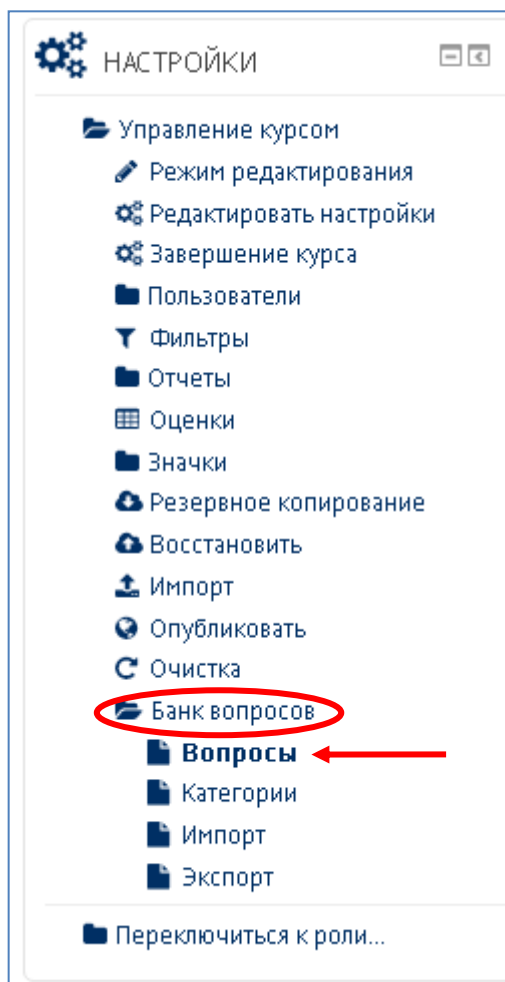 НАСТРОЙКИ
Управление курсом
Режим редактирования
Редактировать настройки
Завершение курса
Пользователи
Фильтры
Отчеты
Оценки
Значки
Резервное копирование
Восстановить
Импорт
Опубликовать
Очистка
Банк вопросов
Вопросы
Категории
Импорт
Экспорт
Переключиться к роли...